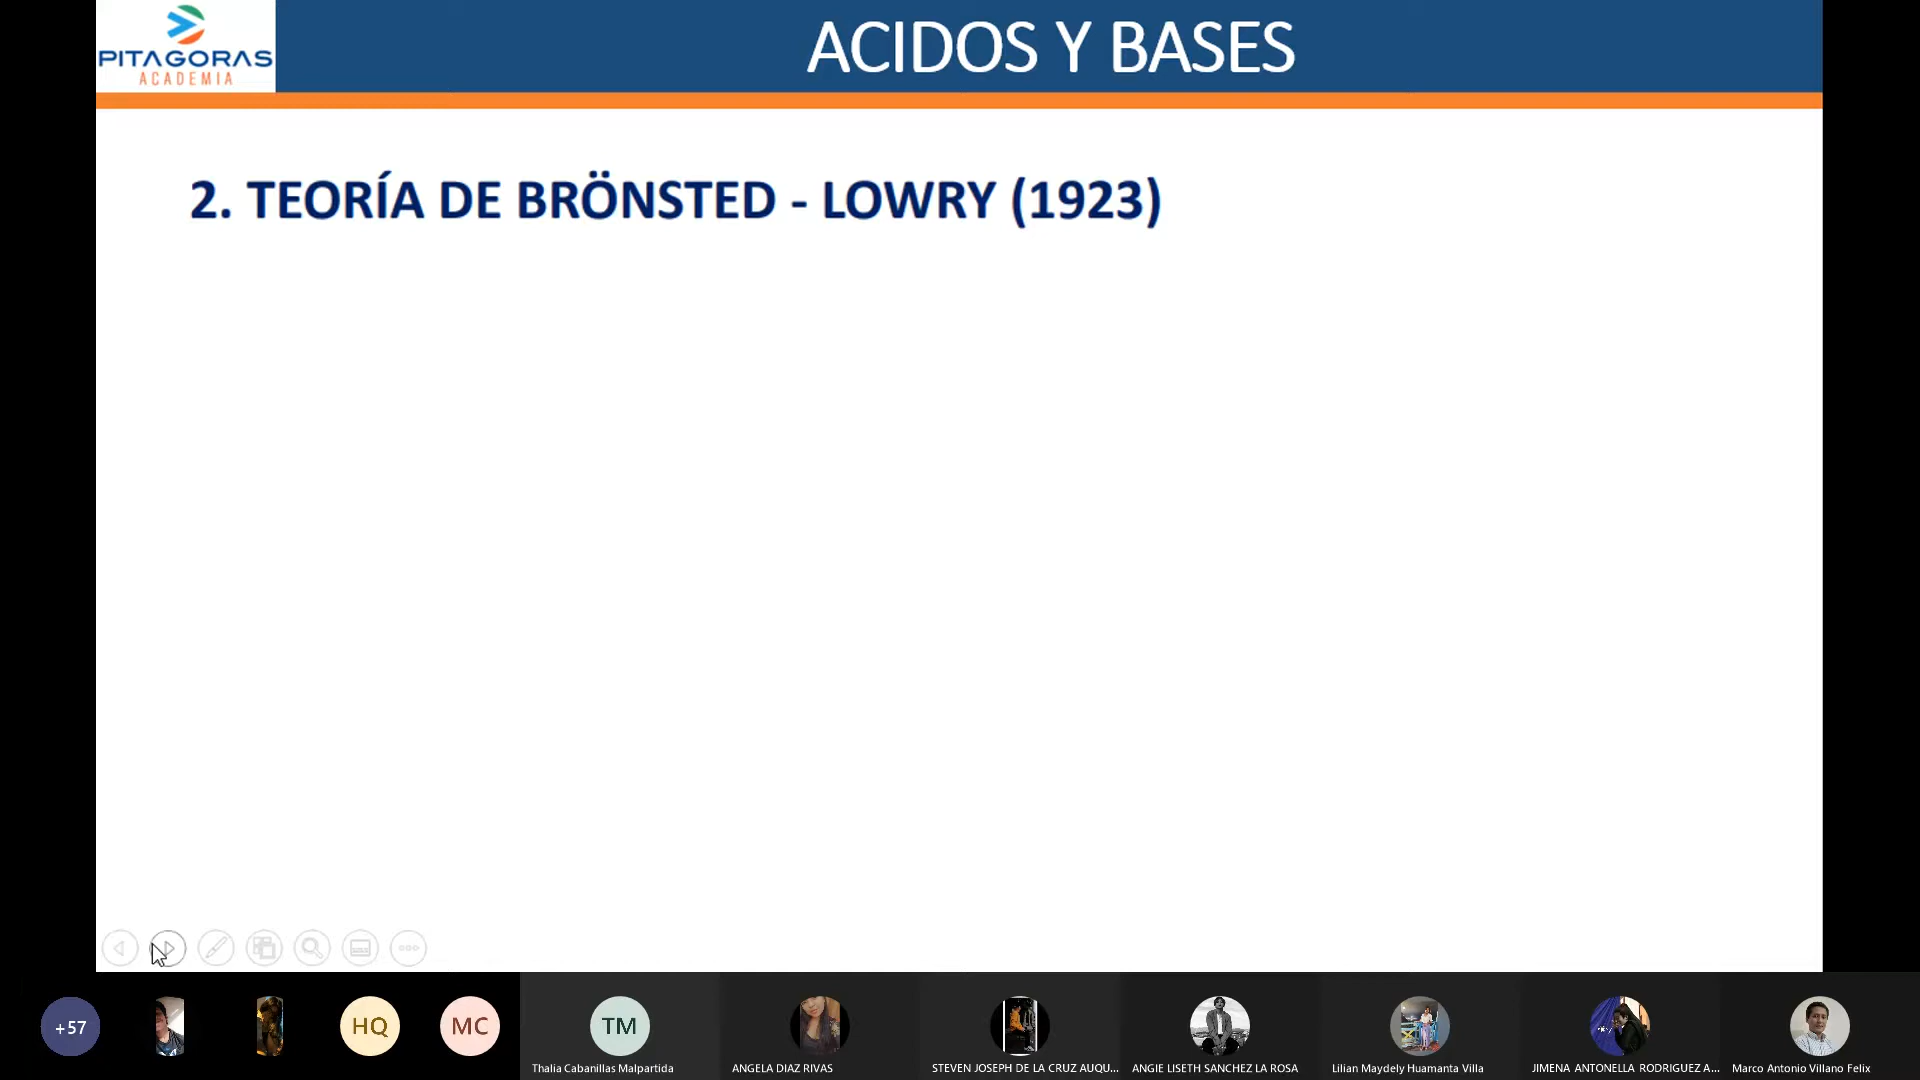 PITAGORAS
ACADEMIA
ACIDOS Y BASES
2. TEORÍA DE BRÖNSTED - LOWRY (1923)
+57
HQ
MC
TM
Thalia Cabanillas Malpartida
ANGELA DIAZ RIVAS
STEVEN JOSEPH DE LA CRUZ AUQU...
ANGIE LISETH SANCHEZ LA ROSA
Lilian Maydely Huamanta Villa
JIMENA ANTONELLA RODRIGUEZ A...
Marco Antonio Villano Felix